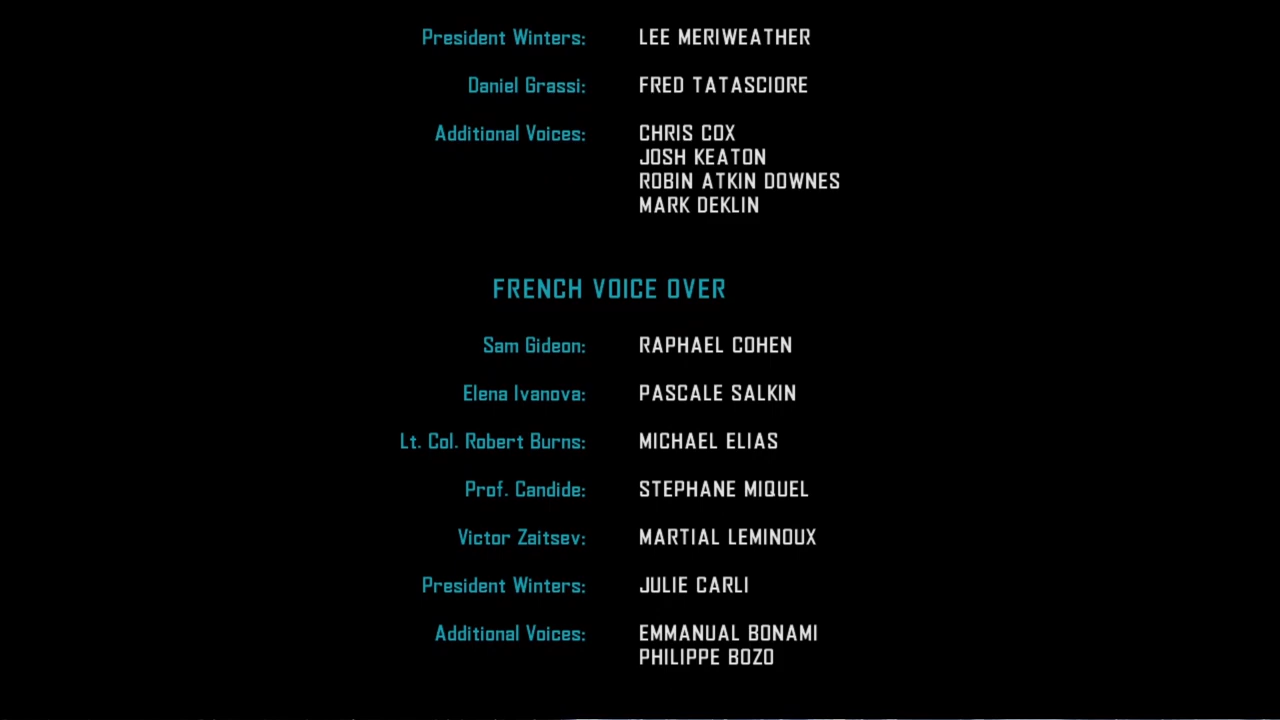 President Winters: LEE MERIWEATHER
Daniel Grassi: FRED TATASCIORE
Additional Voices: CHRIS COX
JOSH KEATON
ROBIN ATKIN DOWNES
MARK DEKLIN
FRENCH VOICE OVER
Sam Gideon: RAPHAEL COHEN
Elena Ivanova: PASCALE SALKIN
Lt. Col. Robert Burns: MICHAEL ELIAS
Prof. Candide: STEPHANE MIQUEL
Victor Zaitsev: MARTIAL LEMINOUX
President Winters: JULIE CARLI
Additional Voices: EMMANUAL BONAMI
PHILIPPE BOZO